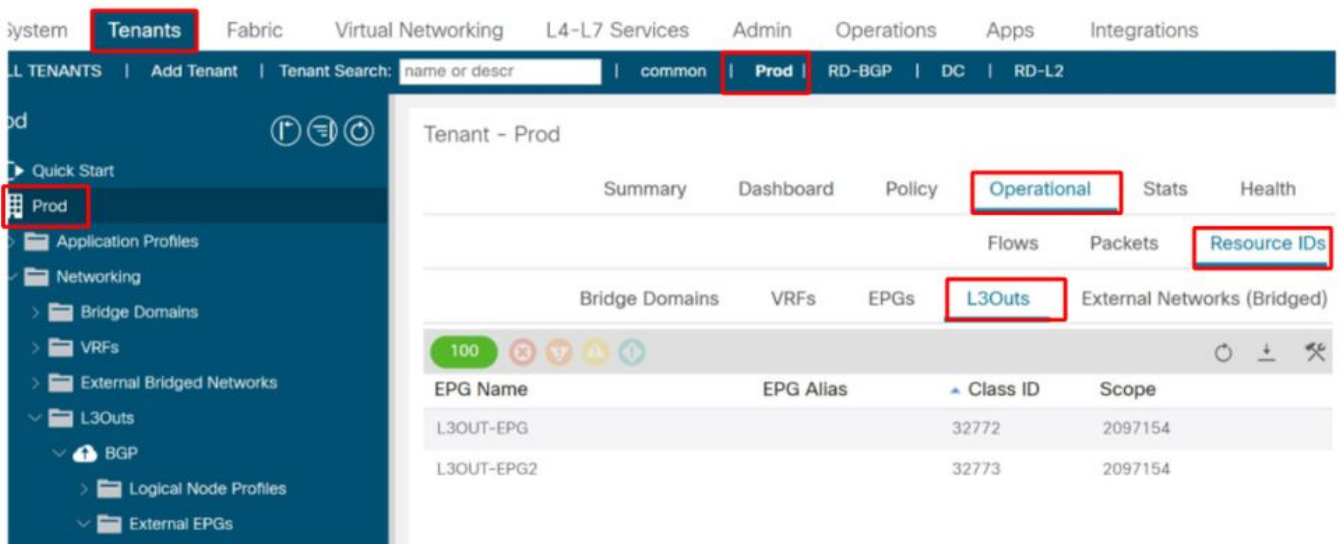 System Tenants Fabric Virtual Networking L4-L7 Services Admin Operations Apps Integrations
LL TENANTS | Add Tenant | Tenant Search: name or descr | common | Prod | RD-BGP | DC | RD-L2
od
Tenant - Prod
Quick Start
Summary Dashboard Policy Operational Stats Health
Prod
Application Profiles
Flows Packets Resource IDs
Networking
Bridge Domains VRFs EPGs L3Outs External Networks (Bridged)
Bridge Domains
VRFs
100
External Bridged Networks
EPG Name EPG Alias Class ID Scope
L3Outs
L3OUT-EPG 32772 2097154
BGP
L3OUT-EPG2 32773 2097154
Logical Node Profiles
External EPGs